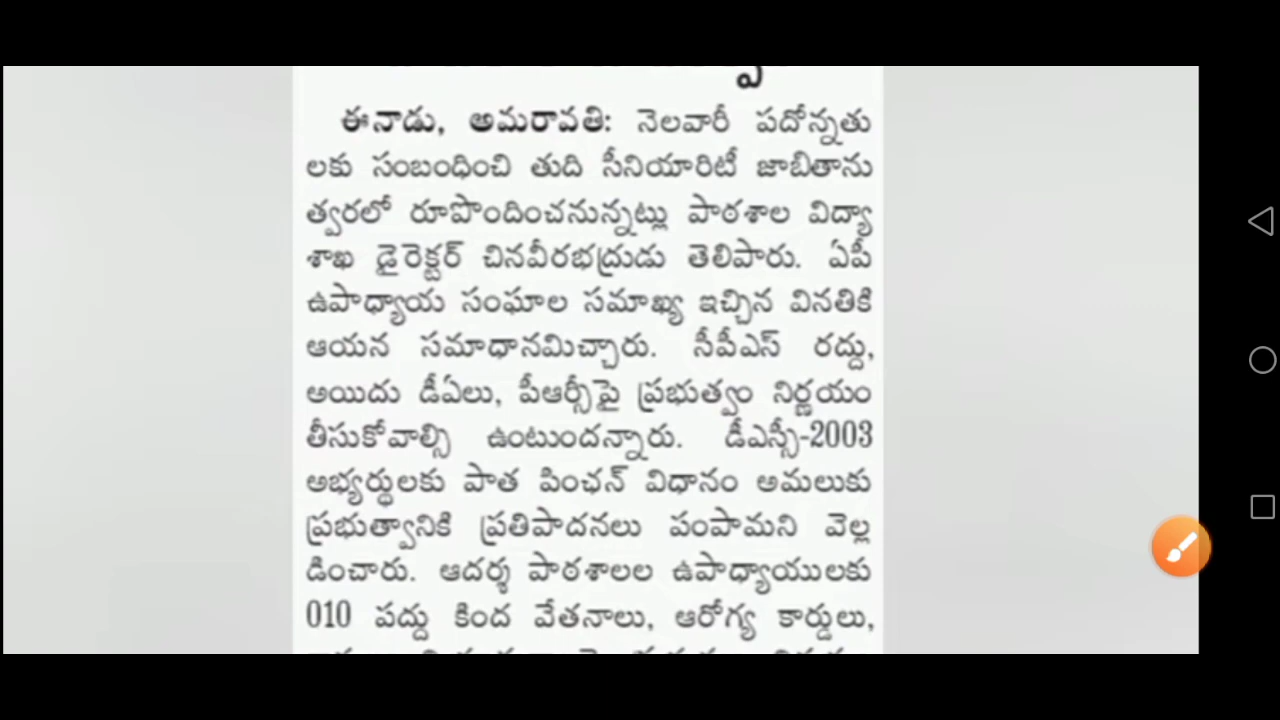 ఈనాడు, అమరావతి: నెలవారీ పదోన్నతు
లకు సంబంధించి తుది సీనియారిటీ జాబితాను
త్వరలో రూపొందించనున్నట్లు పాఠశాల విద్యా
శాఖ డైరెక్టర్ చినవీరభద్రుడు తెలిపారు. ఏపీ
ఉపాధ్యాయ సంఘాల సమాఖ్య ఇచ్చిన వినతికి
ఆయన సమాధానమిచ్చారు. సీపీఎస్ రద్దు,
అయిదు డీఏలు, పీఆర్సీపై ప్రభుత్వం నిర్ణయం
తీసుకోవాల్సి ఉంటుందన్నారు. డీఎస్సీ-2003
అభ్యర్థులకు పాత పింఛన్ విధానం అమలుకు
ప్రభుత్వానికి ప్రతిపాదనలు పంపామని వెల్ల
డించారు. ఆదర్శ పాఠశాలల ఉపాధ్యాయులకు
010 పద్దు కింద వేతనాలు, ఆరోగ్య కార్డులు,